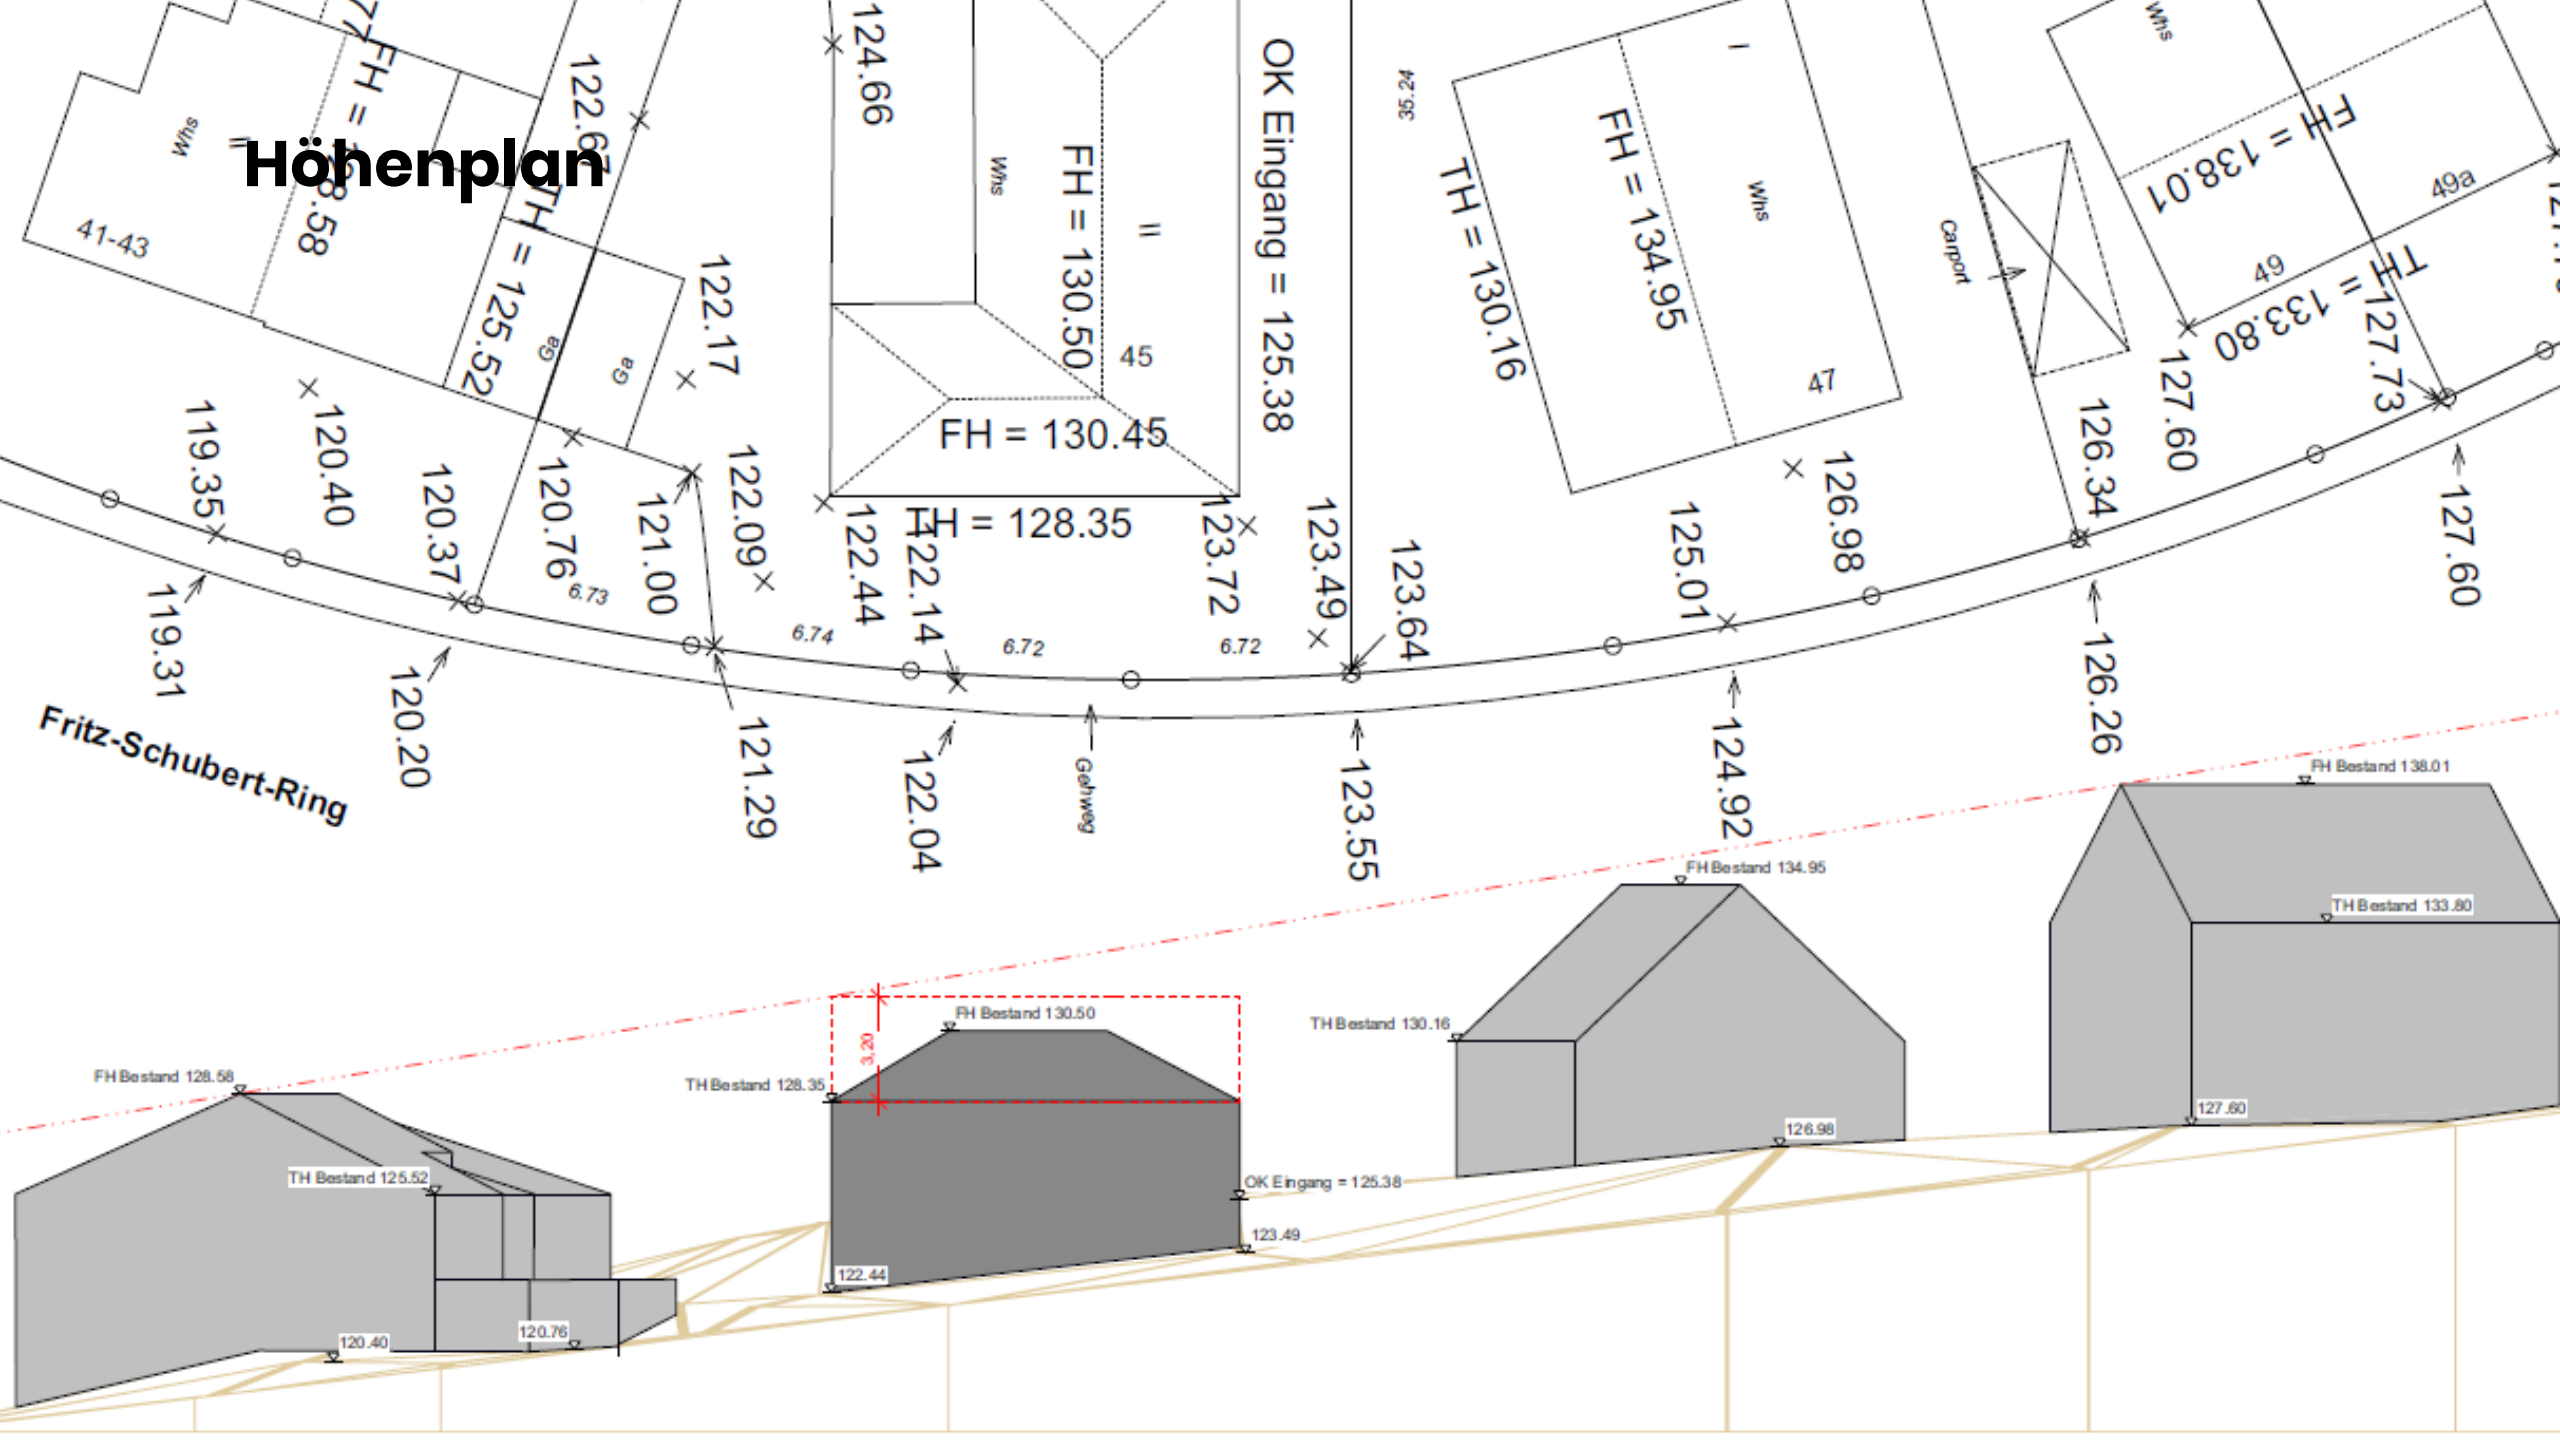 Höhenplan
Whs
II
41-43
FH = 128.58
122.67
TH = 125.52
Ga
Ga
122.17
124.66
Whs
FH = 130.50
II
45
FH = 130.45
TH = 128.35
OK Eingang = 125.38
35.24
TH = 130.16
FH = 134.95
I
Whs
47
Carport
Whs
FH = 138.01
49a
49
TH = 133.80
127.73
127.60
119.35
120.40
120.37
120.76
121.00
122.09
122.44
122.14
123.72
123.49
123.64
125.01
126.98
126.34
127.60
6.73
6.74
6.72
6.72
119.31
120.20
121.29
122.04
Gehweg
123.55
124.92
126.26
Fritz-Schubert-Ring
FH Bestand 138.01
TH Bestand 133.80
127.60
FH Bestand 134.95
TH Bestand 130.16
126.98
FH Bestand 130.50
3.20
TH Bestand 128.35
OK Eingang = 125.38
123.49
122.44
FH Bestand 128.58
TH Bestand 125.52
120.76
120.40